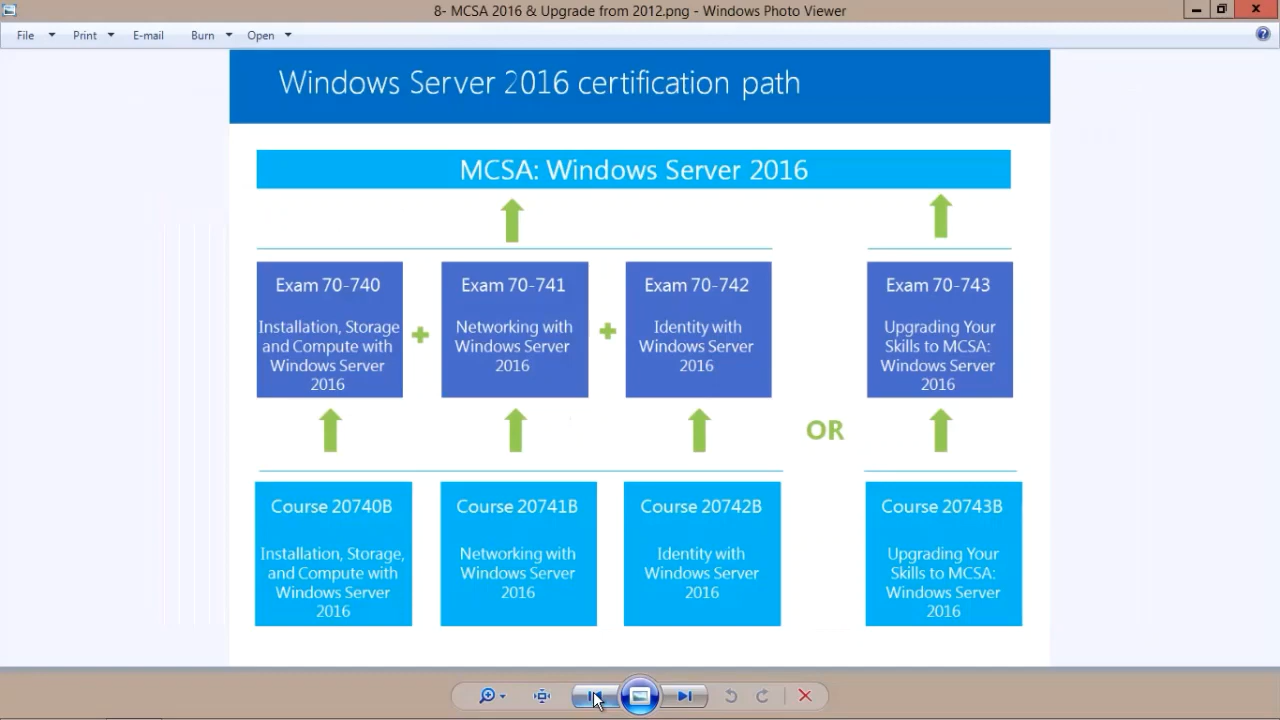 8- MCSA 2016 & Upgrade from 2012.png - Windows Photo Viewer
File Print E-mail Burn Open
Windows Server 2016 certification path
MCSA: Windows Server 2016
Exam 70-740
Installation, Storage
and Compute with
Windows Server
2016
Exam 70-741
Networking with
Windows Server
2016
Exam 70-742
Identity with
Windows Server
2016
Exam 70-743
Upgrading Your
Skills to MCSA:
Windows Server
2016
OR
Course 20740B
Installation, Storage,
and Compute with
Windows Server
2016
Course 20741B
Networking with
Windows Server
2016
Course 20742B
Identity with
Windows Server
2016
Course 20743B
Upgrading Your
Skills to MCSA:
Windows Server
2016